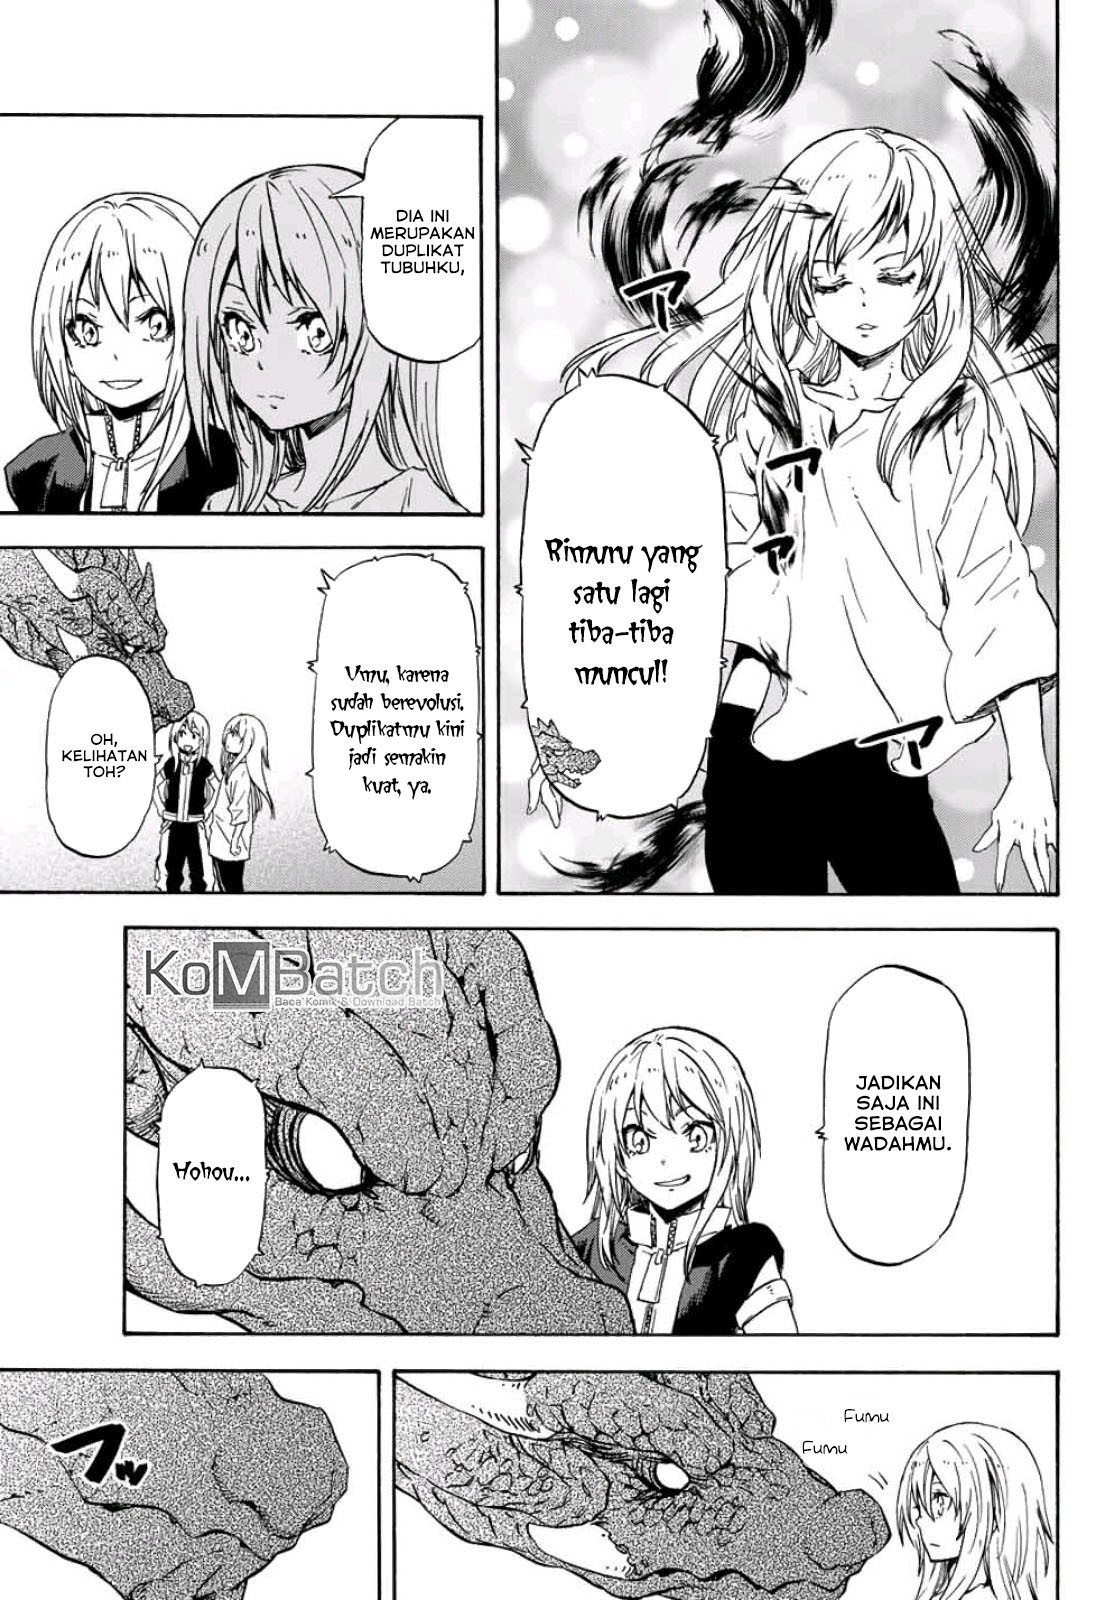 ア
ア
ア
ア
Rimuru yang
satu lagi
tiba-tiba
muncul!
DIA INI
MERUPAKAN
DUPLIKAT
TUBUHKU,
Umu, karena
sudah berevolusi.
Duplikatmu kini
jadi semakin
kuat, ya.
OH,
KELIHATAN
TOH?
KoMBatch
Baca Komik & Download Batch
JADIKAN
SAJA INI
SEBAGAI
WADAHMU.
Hohou...
Fumu
Fumu
フッ